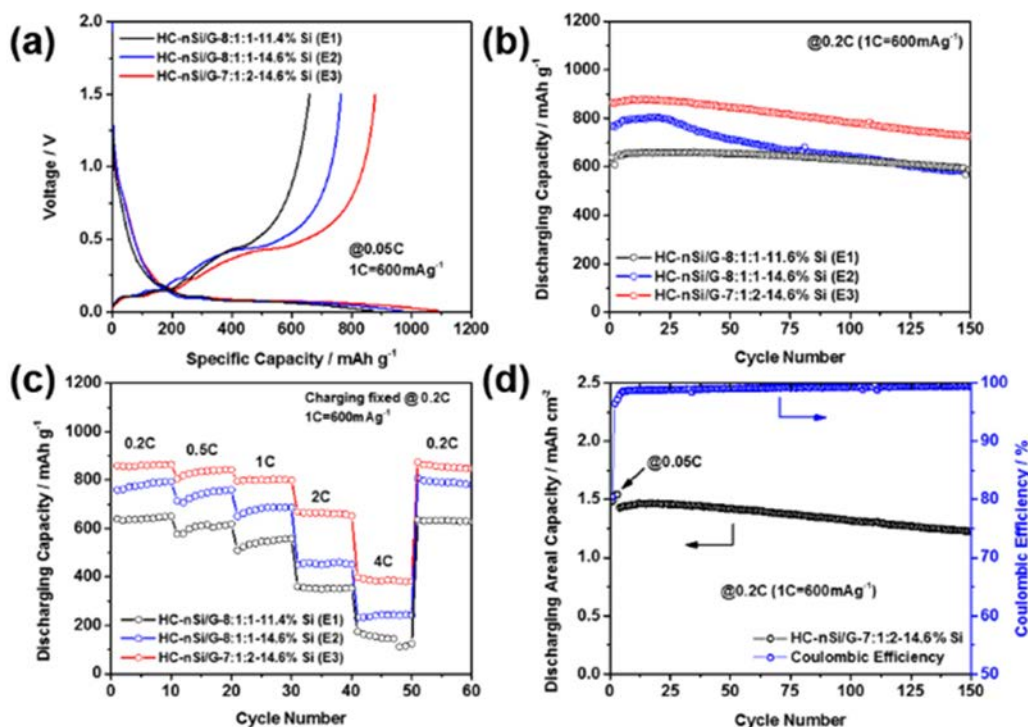 (a)
2.0
1.5
1.0
0.5
0.0
Voltage / V
HC-nSi/G-8:1:1-11.4% Si (E1)
HC-nSi/G-8:1:1-14.6% Si (E2)
HC-nSi/G-7:1:2-14.6% Si (E3)
@0.05C
1C=600mAg-1
0 200 400 600 800 1000 1200
Specific Capacity / mAh g-1
(b)
1200
1000
800
600
400
200
0
Discharging Capacity / mAh g-1
@0.2C (1C=600mAg-1)
HC-nSi/G-8:1:1-11.6% Si (E1)
HC-nSi/G-8:1:1-14.6% Si (E2)
HC-nSi/G-7:1:2-14.6% Si (E3)
0 25 50 75 100 125 150
Cycle Number
(c)
1200
1000
800
600
400
200
0
Discharging Capacity / mAh g-1
Charging fixed @ 0.2C
1C=600mAg-1
0.2C
0.5C
1C
2C
4C
0.2C
HC-nSi/G-8:1:1-11.4% Si (E1)
HC-nSi/G-8:1:1-14.6% Si (E2)
HC-nSi/G-7:1:2-14.6% Si (E3)
0 10 20 30 40 50 60
Cycle Number
(d)
2.5
2.0
1.5
1.0
0.5
0.0
Discharging Areal Capacity / mAh cm-2
@0.05C
@0.2C (1C=600mAg-1)
HC-nSi/G-7:1:2-14.6% Si
Coulombic Efficiency
100
90
80
70
60
50
Coulombic Efficiency / %
0 25 50 75 100 125 150
Cycle Number